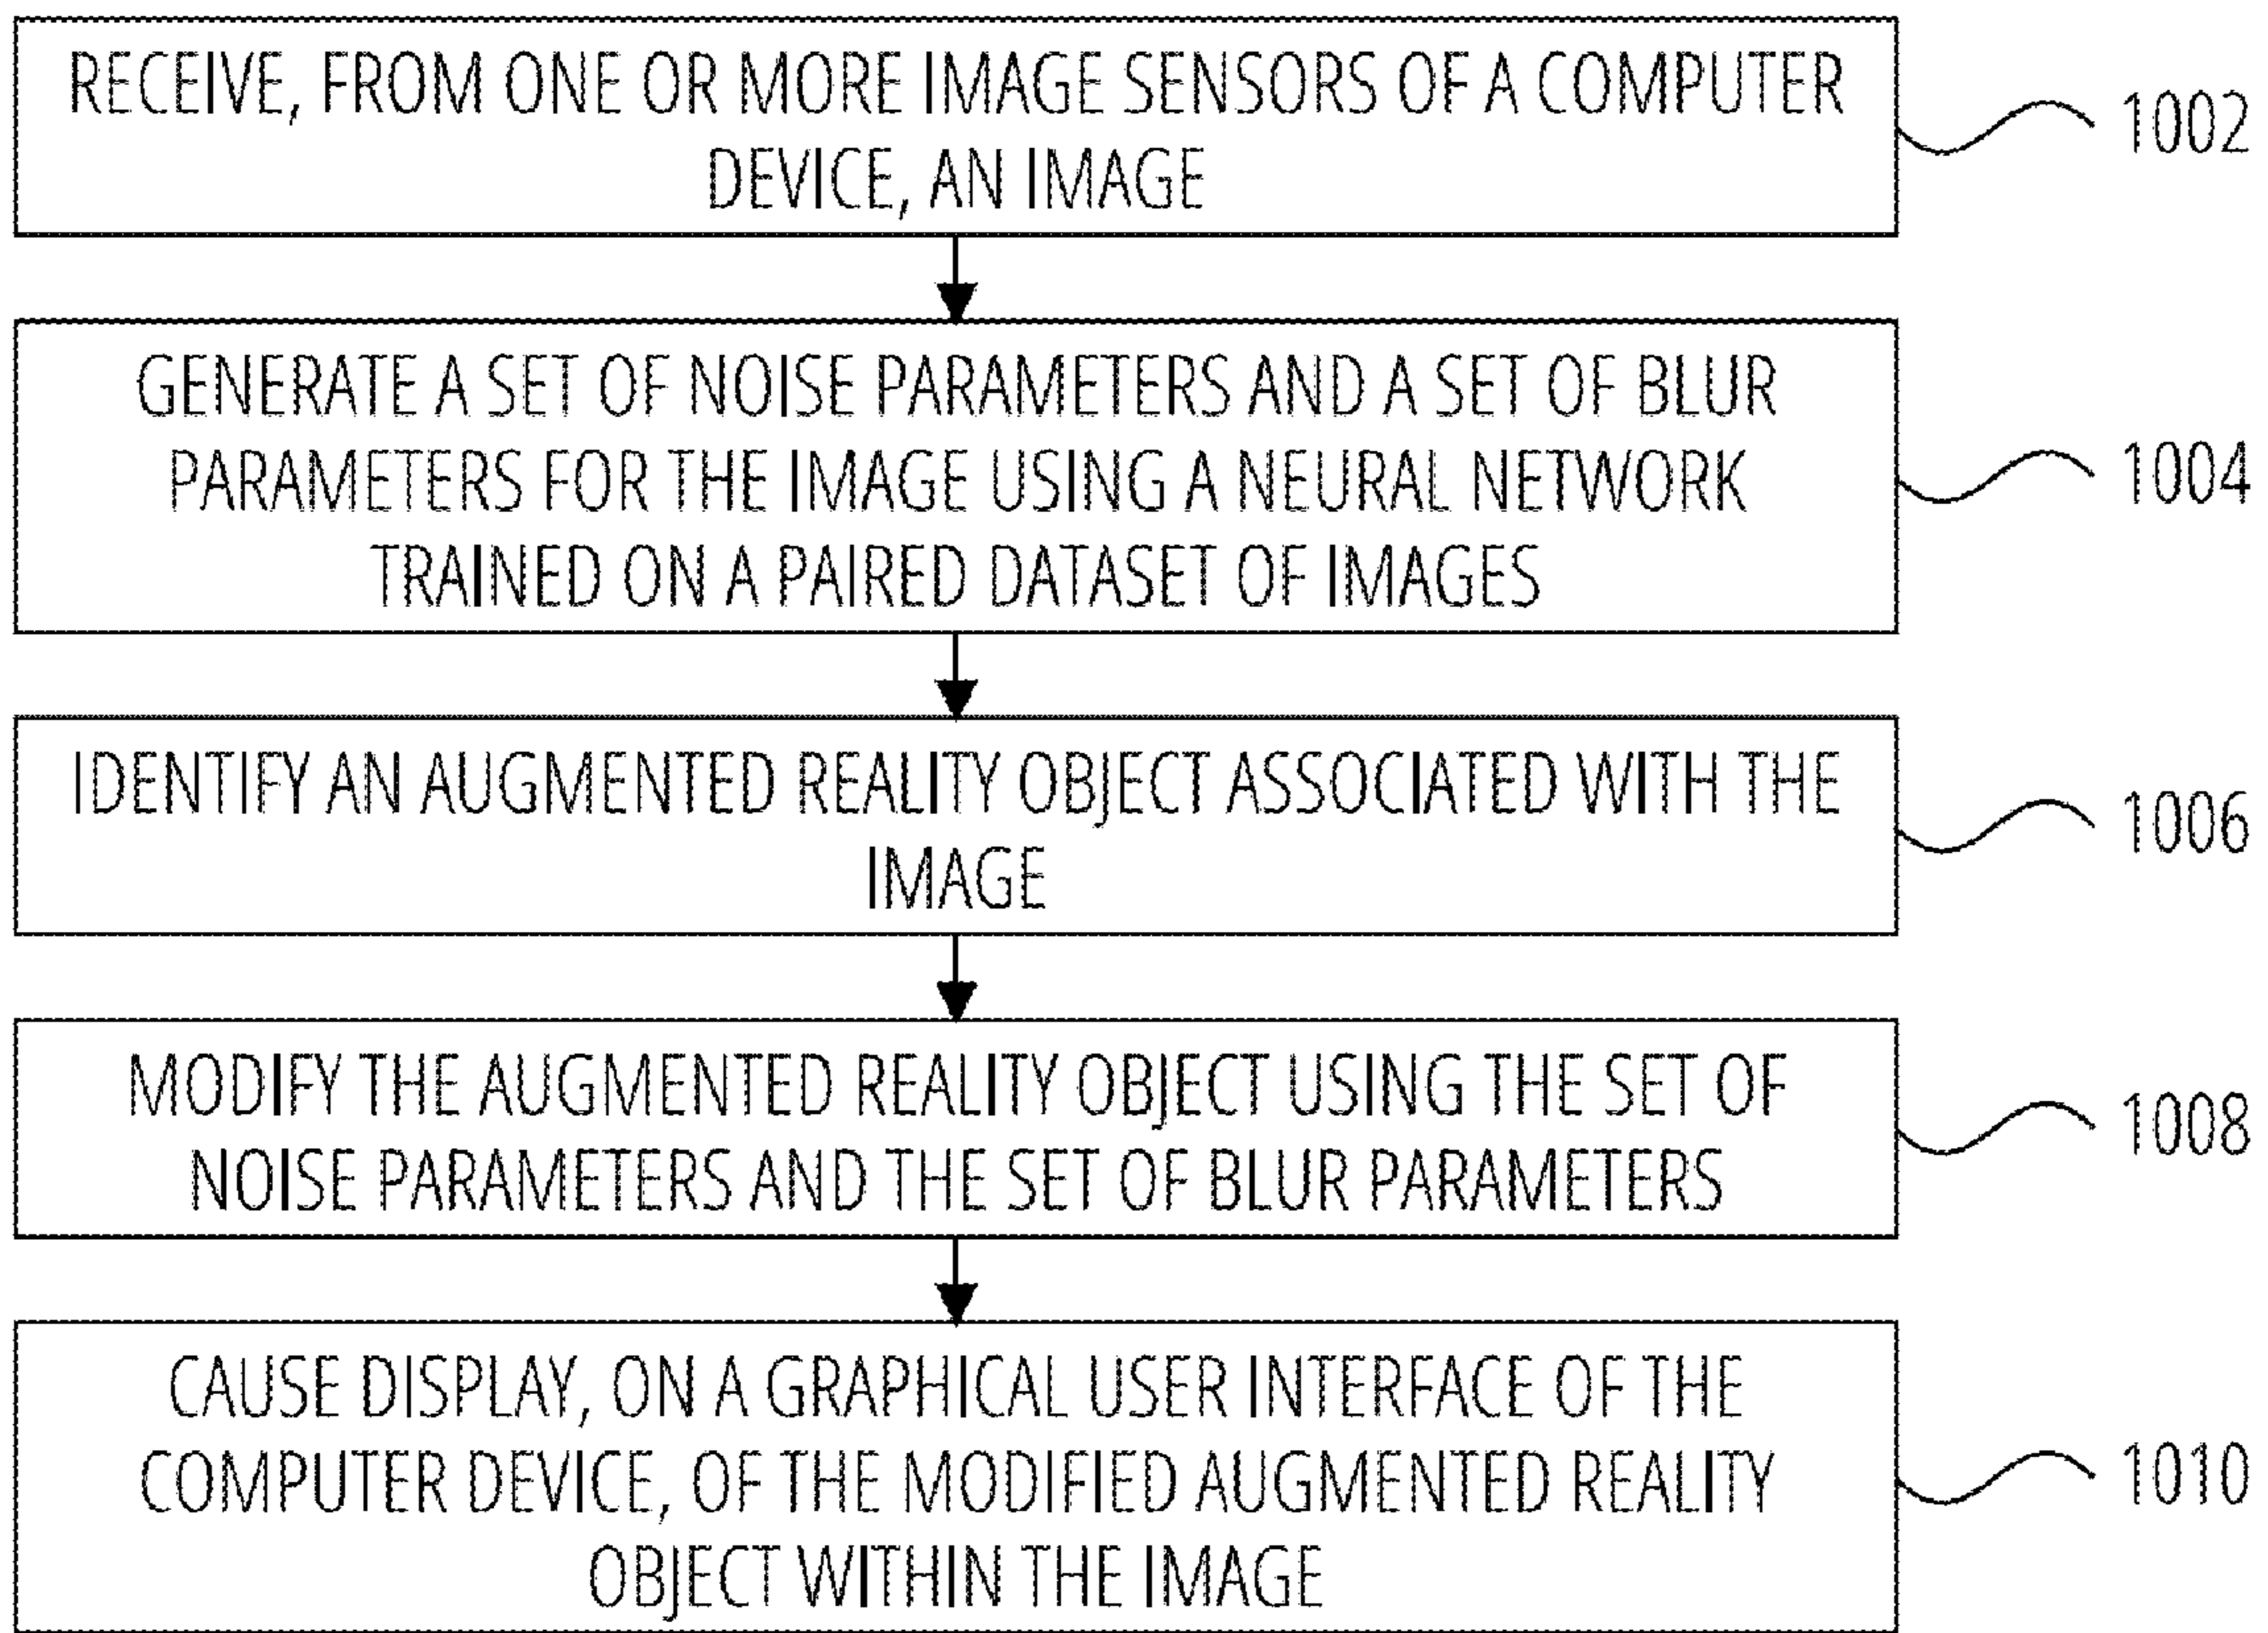 RECEIVE, FROM ONE OR MORE IMAGE SENSORS OF A COMPUTER
DEVICE, AN IMAGE
1002
GENERATE A SET OF NOISE PARAMETERS AND A SET OF BLUR
PARAMETERS FOR THE IMAGE USING A NEURAL NETWORK
TRAINED ON A PAIRED DATASET OF IMAGES
1004
IDENTIFY AN AUGMENTED REALITY OBJECT ASSOCIATED WITH THE
IMAGE
1006
MODIFY THE AUGMENTED REALITY OBJECT USING THE SET OF
NOISE PARAMETERS AND THE SET OF BLUR PARAMETERS
1008
CAUSE DISPLAY, ON A GRAPHICAL USER INTERFACE OF THE
COMPUTER DEVICE, OF THE MODIFIED AUGMENTED REALITY
OBJECT WITHIN THE IMAGE
1010